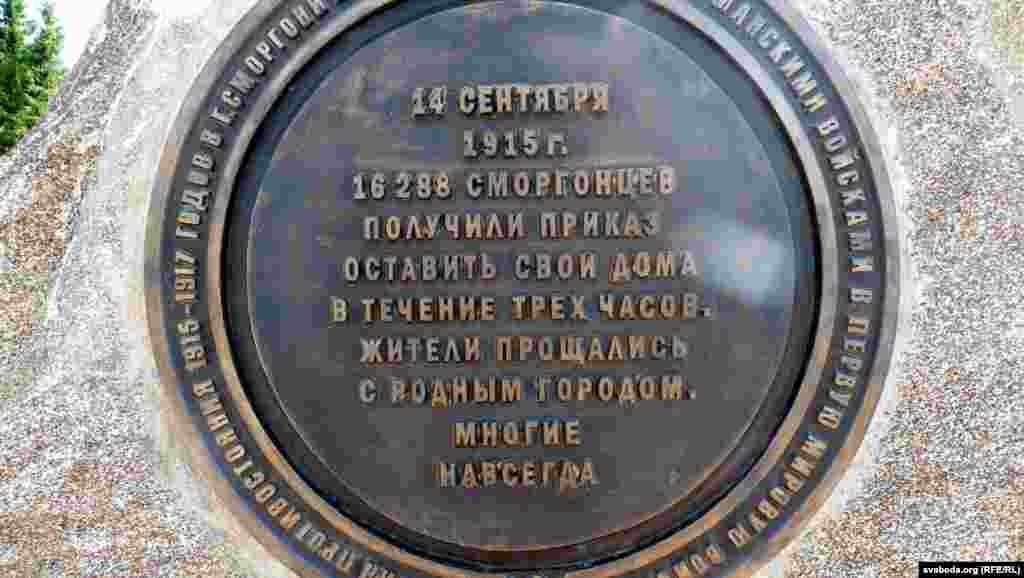 14 СЕНТЯБРЯ
1915 Г.
16 298 СМОРГОНЦЕВ
ПОЛУЧИЛИ ПРИКАЗ
ОСТАВИТЬ СВОИ ДОМА
В ТЕЧЕНИЕ ТРЕХ ЧАСОВ.
ЖИТЕЛИ ПРОЩАЛИСЬ
С РОДНЫМ ГОРОДОМ.
МНОГИЕ
НАВСЕГДА
ПРОТИВОСТОЯНИЯ 1915-1917 ГОДОВ В Г.СМОРГОНИ
ВОЙСКАМИ В ПЕРВУЮ МИРОВУЮ
svaboda.org (RFE/RL)